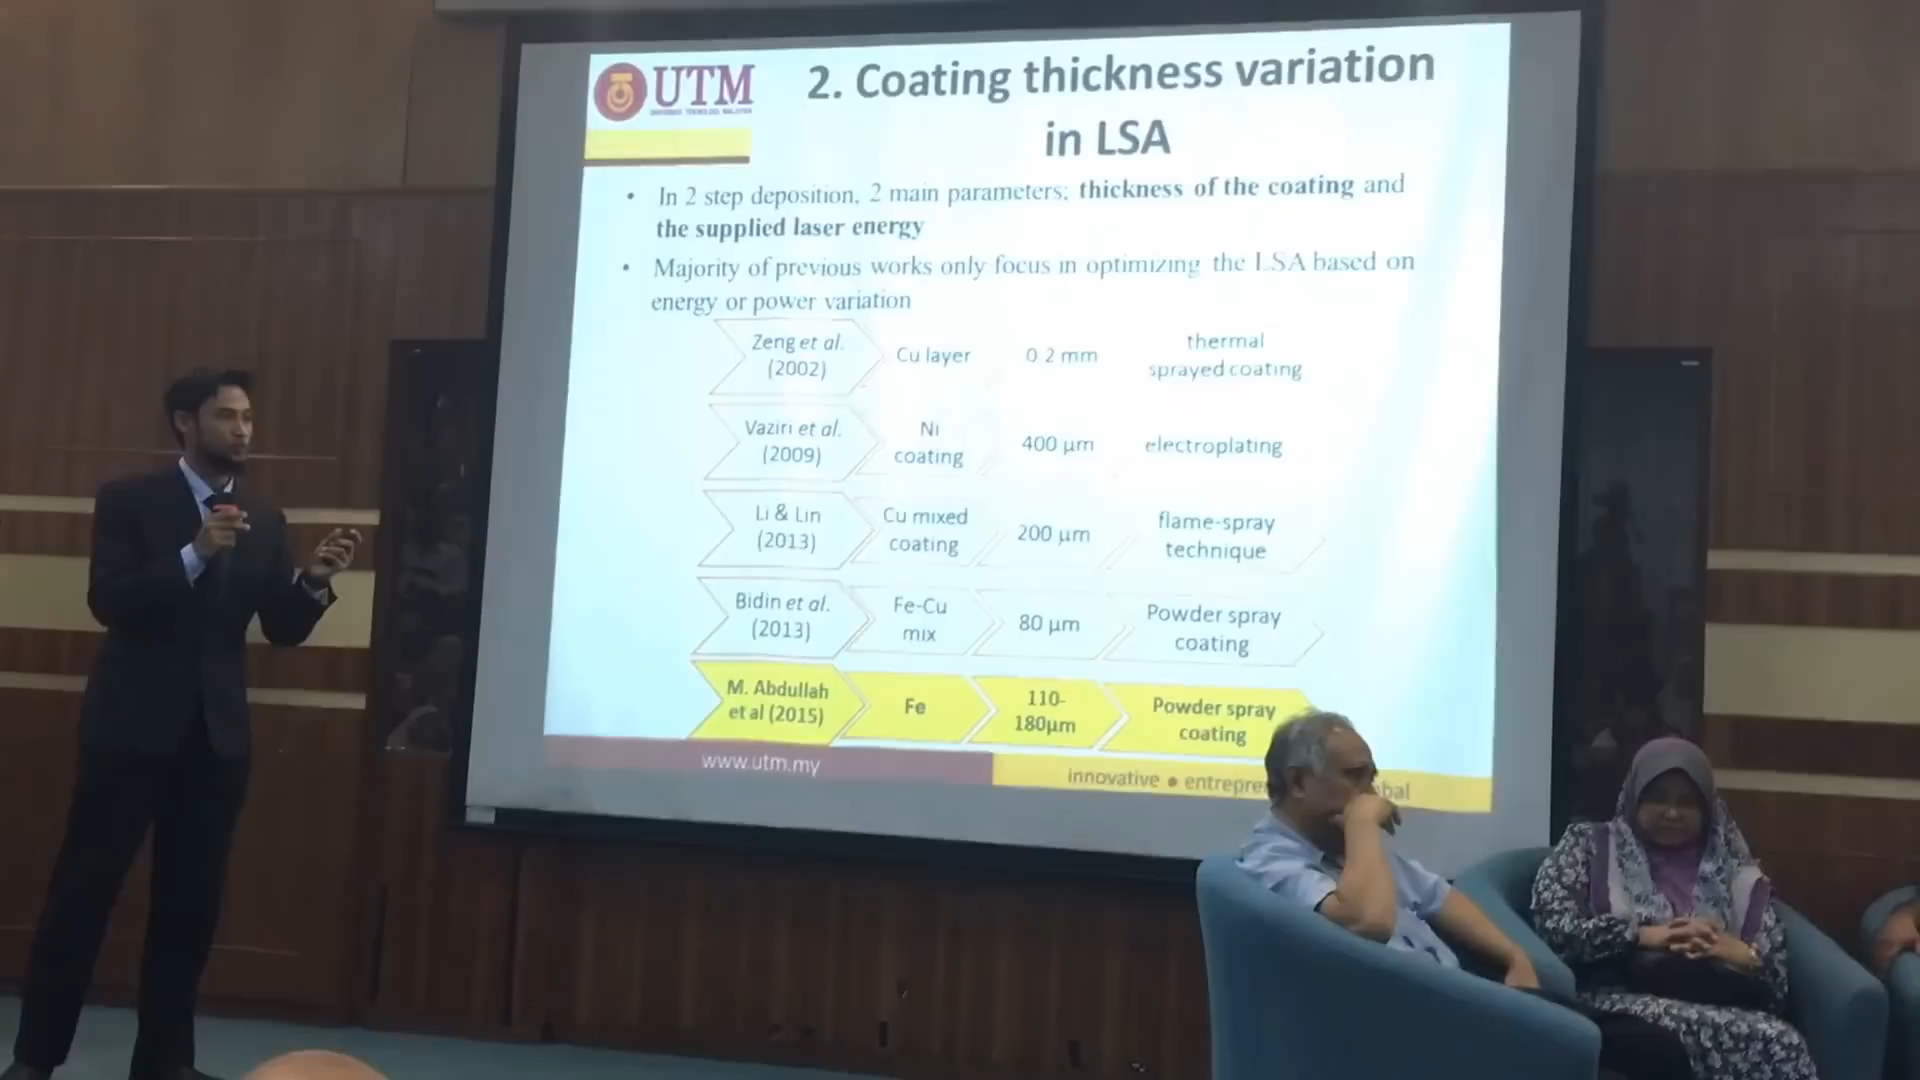 UTM
UNIVERSITI TEKNOLOGI MALAYSIA
2. Coating thickness variation
in LSA
• In 2 step deposition, 2 main parameters; thickness of the coating and
the supplied laser energy
• Majority of previous works only focus in optimizing the LSA based on
energy or power variation
Zeng et al.
(2002)
Cu layer
0.2 mm
thermal
sprayed coating
Vaziri et al.
(2009)
Ni
coating
400 µm
electroplating
Li & Lin
(2013)
Cu mixed
coating
200 µm
flame-spray
technique
Bidin et al.
(2013)
Fe-Cu
mix
80 µm
Powder spray
coating
M. Abdullah
et al (2015)
Fe
110-
180µm
Powder spray
coating
www.utm.my
innovative ● entrepre bal